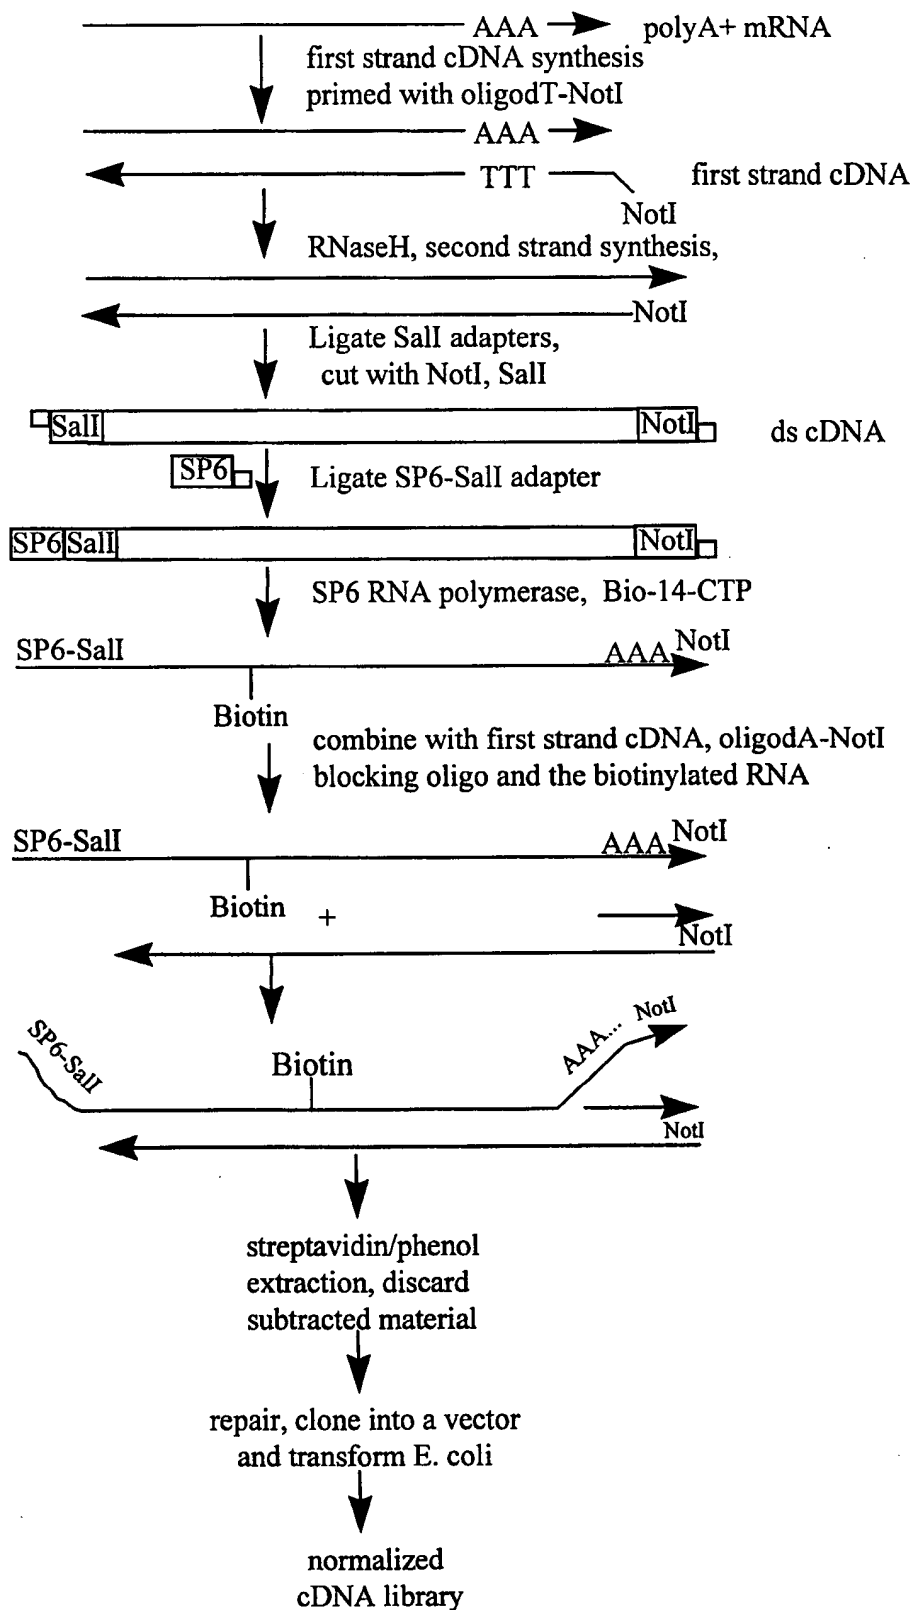 AAA polyA+ mRNA
first strand cDNA synthesis
primed with oligodT-NotI
AAA
TTT first strand cDNA
NotI
RNaseH, second strand synthesis,
NotI
Ligate SalI adapters,
cut with NotI, SalI
SalI NotI ds cDNA
SP6 Ligate SP6-SalI adapter
SP6 SalI NotI
SP6 RNA polymerase, Bio-14-CTP
SP6-SalI AAA NotI
Biotin
combine with first strand cDNA, oligodA-NotI
blocking oligo and the biotinylated RNA
SP6-SalI AAA NotI
Biotin +
NotI
SP6-SalI Biotin AAA... NotI
NotI
streptavidin/phenol
extraction, discard
subtracted material
repair, clone into a vector
and transform E. coli
normalized
cDNA library